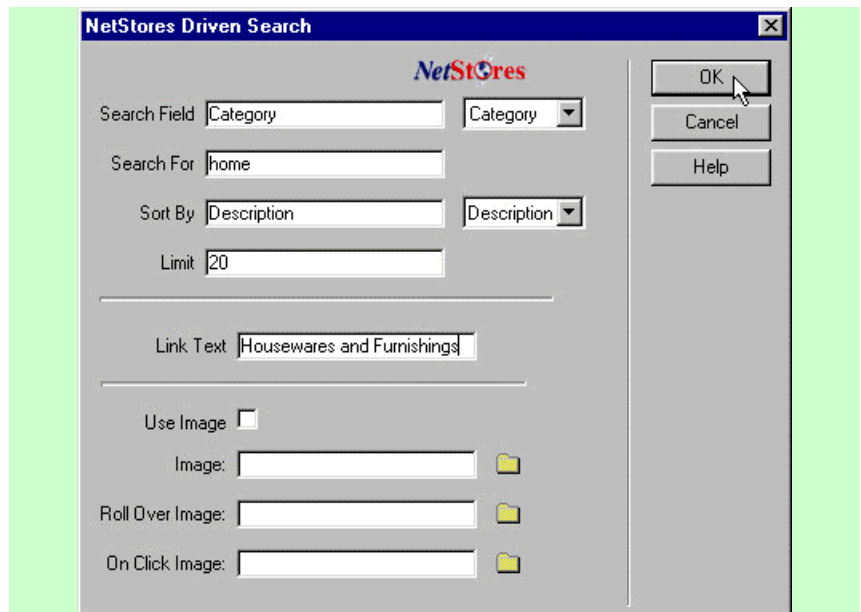 NetStores Driven Search
NetStores
OK
Search Field Category Category
Cancel
Search For home
Help
Sort By Description Description
Limit 20
Link Text Housewares and Furnishings
Use Image
Image:
Roll Over Image:
On Click Image: